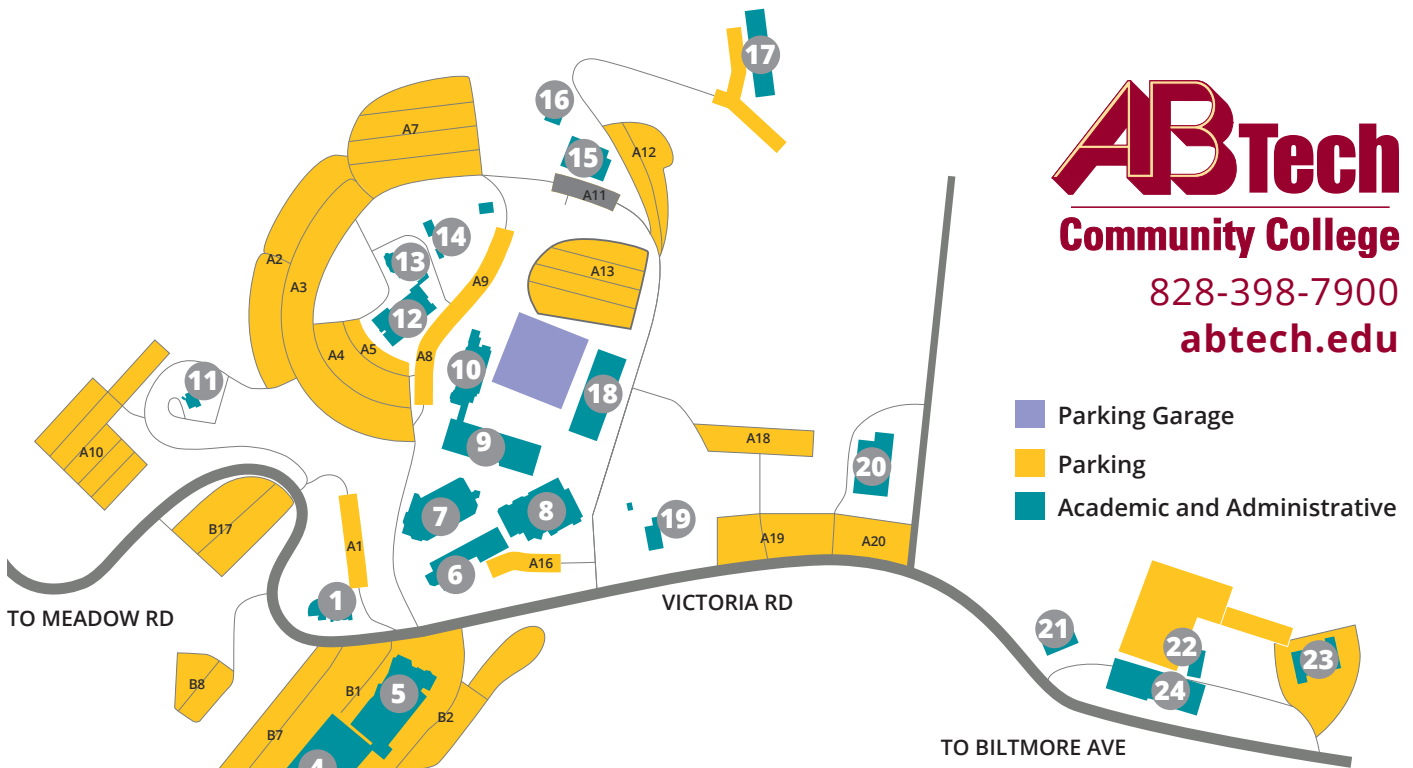 17
16
A7
15
A12
A11
14
A2
13
A13
A3
A9
12
A4
A5
A8
10
18
11
9
A18
A10
20
7
8
19
B17
A1
A16
A19
A20
6
1
VICTORIA RD
TO MEADOW RD
21
22
23
B8
B1
5
24
B2
B7
4
TO BILTMORE AVE
AB Tech
Community College
828-398-7900
abtech.edu
Parking Garage
Parking
Academic and Administrative